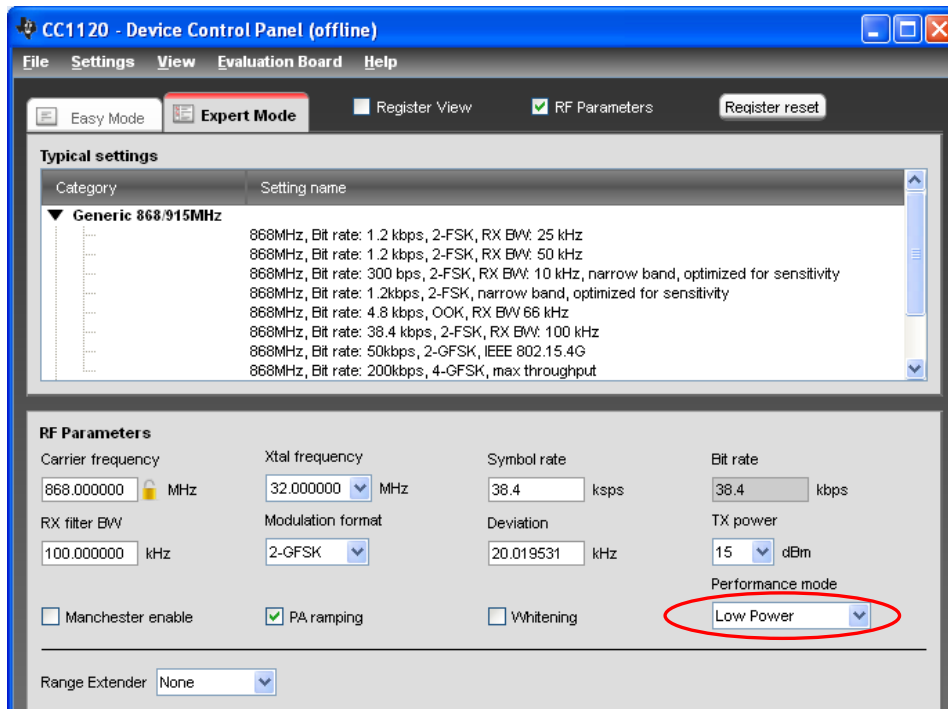 CC1120 - Device Control Panel (offline)
File Settings View Evaluation Board Help
Easy Mode Expert Mode Register View RF Parameters Register reset
Typical settings
Category Setting name
Generic 868/915MHz
868MHz, Bit rate: 1.2 kbps, 2-FSK, RX BW: 25 kHz
868MHz, Bit rate: 1.2 kbps, 2-FSK, RX BW: 50 kHz
868MHz, Bit rate: 300 bps, 2-FSK, RX BW: 10 kHz, narrow band, optimized for sensitivity
868MHz, Bit rate: 1.2kbps, 2-FSK, narrow band, optimized for sensitivity
868MHz, Bit rate: 4.8 kbps, OOK, RX BW 66 kHz
868MHz, Bit rate: 38.4 kbps, 2-FSK, RX BW: 100 kHz
868MHz, Bit rate: 50kbps, 2-GFSK, IEEE 802.15.4G
868MHz, Bit rate: 200kbps, 4-GFSK, max throughput
RF Parameters
Carrier frequency Xtal frequency Symbol rate Bit rate
868.000000 MHz 32.000000 MHz 38.4 ksps 38.4 kbps
RX filter BW Modulation format Deviation TX power
100.000000 kHz 2-GFSK 20.019531 kHz 15 dBm
Performance mode
Manchester enable PA ramping Whitening Low Power
Range Extender None